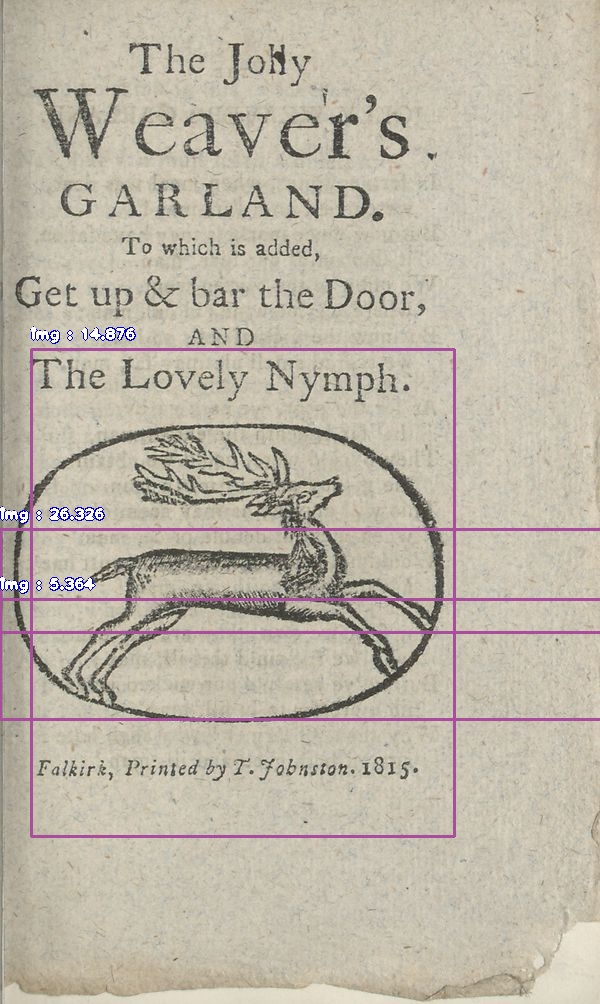 The Jolly
Weaver's
GARLAND.
To which is added,
Get up & bar the Door,
AND
The Lovely Nymph.
Falkirk, Printed by T. Johnston. 1815.
Img : 14.876
Img : 26.326
Img : 5.364